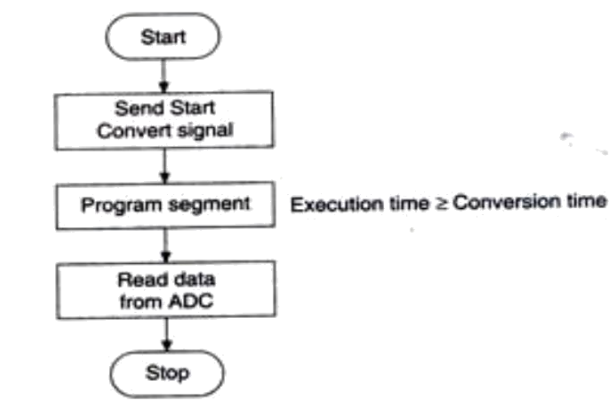 Start
Send Start
Convert signal
Program segment
Execution time ≥ Conversion time
Read data
from ADC
Stop